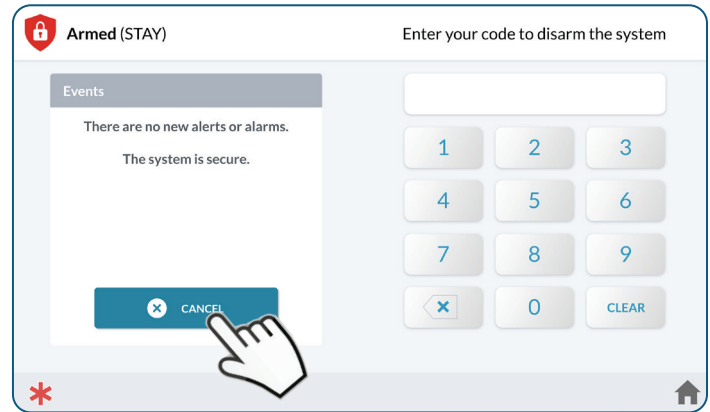 Armed (STAY)
Enter your code to disarm the system
Events
There are no new alerts or alarms.
The system is secure.
CANCEL
1 2 3
4 5 6
7 8 9
0 CLEAR